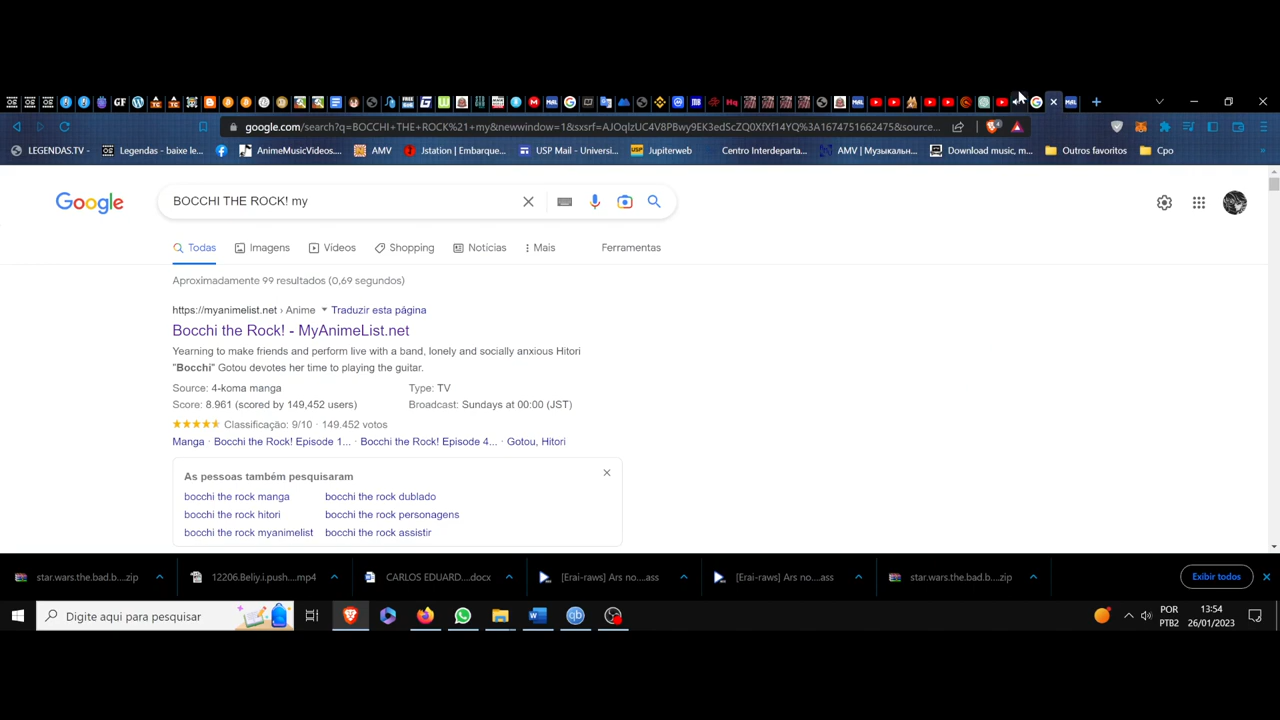 google.com/search?q=BOCCHI+THE+ROCK%21+my&newwindow=1&sxsrf=AJOqlzUC4V8PBwy9EK3edScZQ0XfXf14YQ%3A1674751662475&source...
LEGENDAS.TV - Legendas - baixe le... AnimeMusicVideos.... AMV Jstation | Embarque... USP Mail - Universi... Jupiterweb Centro Interdeparta... AMV | Музыкальн... Download music, m... Outros favoritos Cpo
Google BOCCHI THE ROCK! my
Todas Imagens Vídeos Shopping Notícias Mais Ferramentas
Aproximadamente 99 resultados (0,69 segundos)
https://myanimelist.net › Anime Traduzir esta página
Bocchi the Rock! - MyAnimeList.net
Yearning to make friends and perform live with a band, lonely and socially anxious Hitori
"Bocchi" Gotou devotes her time to playing the guitar.
Source: 4-koma manga Type: TV
Score: 8.961 (scored by 149,452 users) Broadcast: Sundays at 00:00 (JST)
Classificação: 9/10 · 149.452 votos
Manga · Bocchi the Rock! Episode 1... · Bocchi the Rock! Episode 4... · Gotou, Hitori
As pessoas também pesquisaram
bocchi the rock manga bocchi the rock dublado
bocchi the rock hitori bocchi the rock personagens
bocchi the rock myanimelist bocchi the rock assistir
star.wars.the.bad.b....zip 12206.Beliy.i.push....mp4 CARLOS EDUARD....docx [Erai-raws] Ars no....ass [Erai-raws] Ars no....ass star.wars.the.bad.b....zip Exibir todos
Digite aqui para pesquisar
POR 13:54
PTB2 26/01/2023